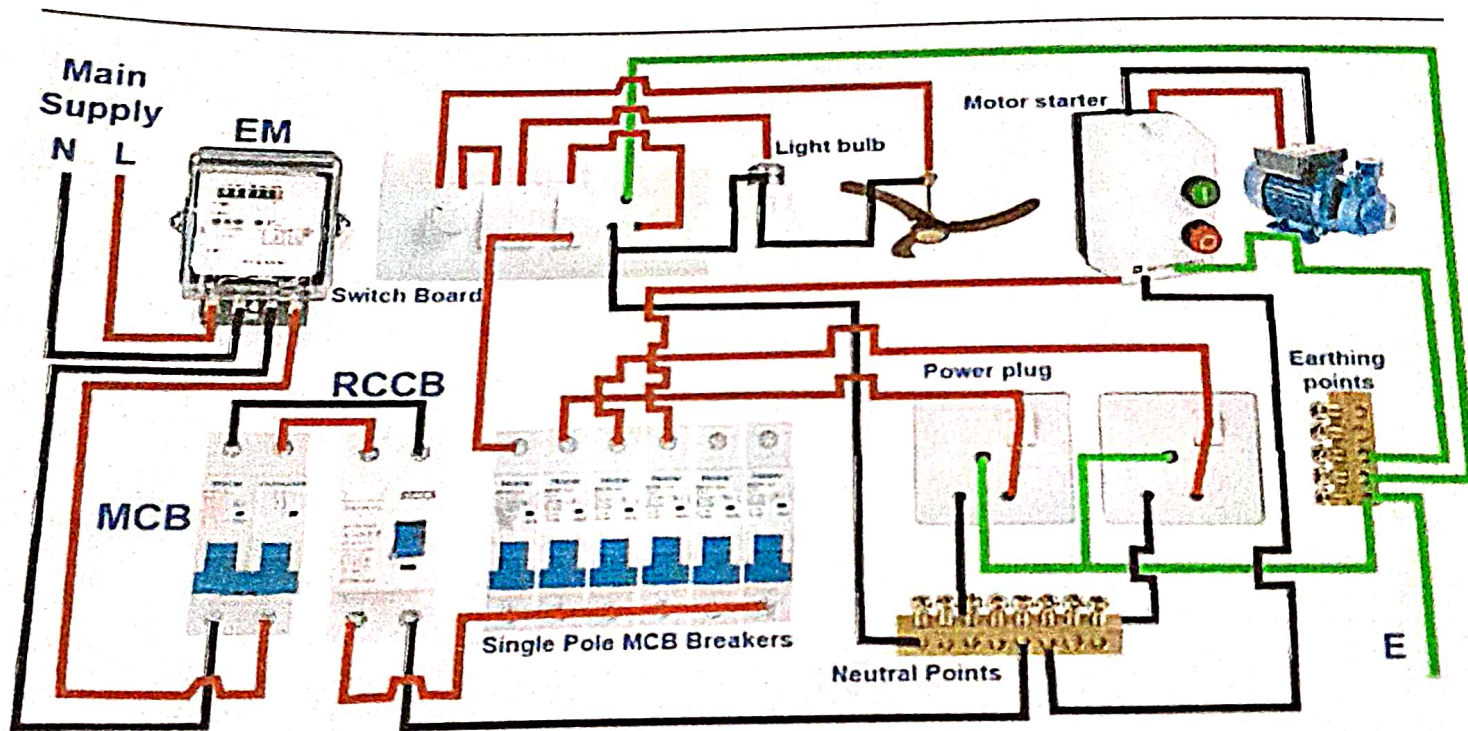 Main
Supply
N L
EM
Motor starter
Light bulb
Switch Board
RCCB
Power plug
Earthing
points
MCB
Single Pole MCB Breakers
Neutral Points
E